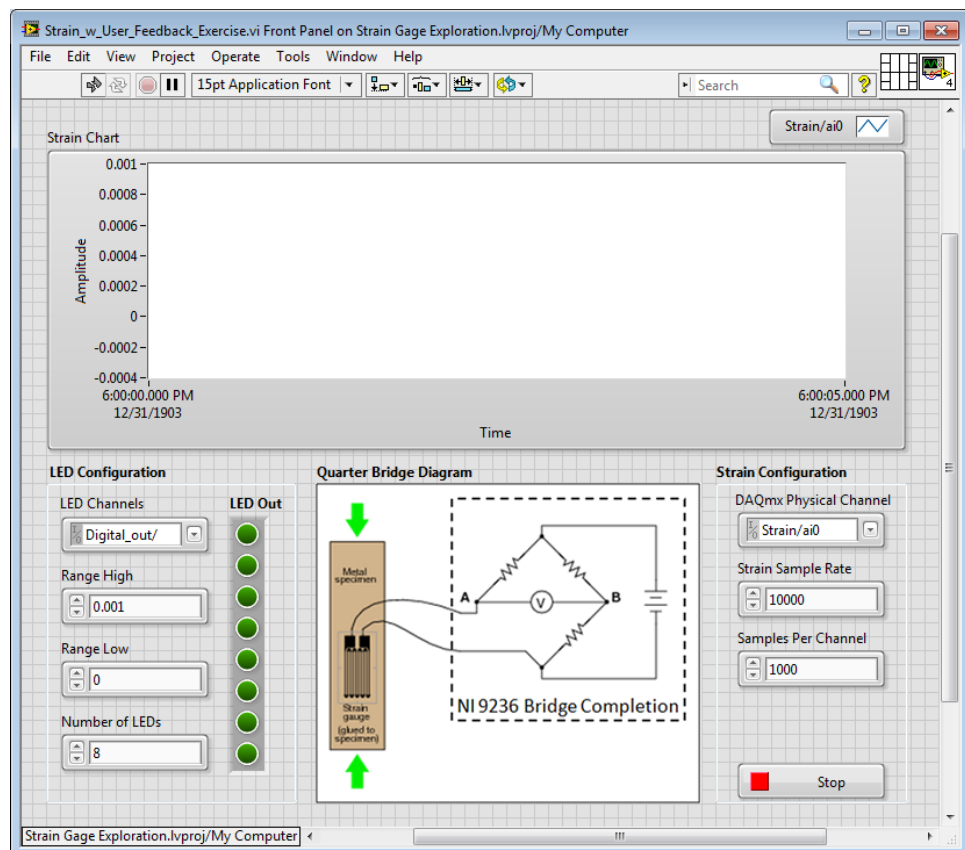 Strain_w_User_Feedback_Exercise.vi Front Panel on Strain Gage Exploration.lvproj/My Computer
File Edit View Project Operate Tools Window Help
15pt Application Font
Search
4
Strain/ai0
Strain Chart
0.001
0.0008
0.0006
0.0004
0.0002
0
-0.0002
-0.0004
Amplitude
6:00:00.000 PM
12/31/1903
6:00:05.000 PM
12/31/1903
Time
LED Configuration
LED Channels
Digital_out/
Range High
0.001
Range Low
0
Number of LEDs
8
LED Out
Quarter Bridge Diagram
Metal
specimen
Strain
gauge
(glued to
specimen)
A
V
B
NI 9236 Bridge Completion
Strain Configuration
DAQmx Physical Channel
Strain/ai0
Strain Sample Rate
10000
Samples Per Channel
1000
Stop
Strain Gage Exploration.lvproj/My Computer